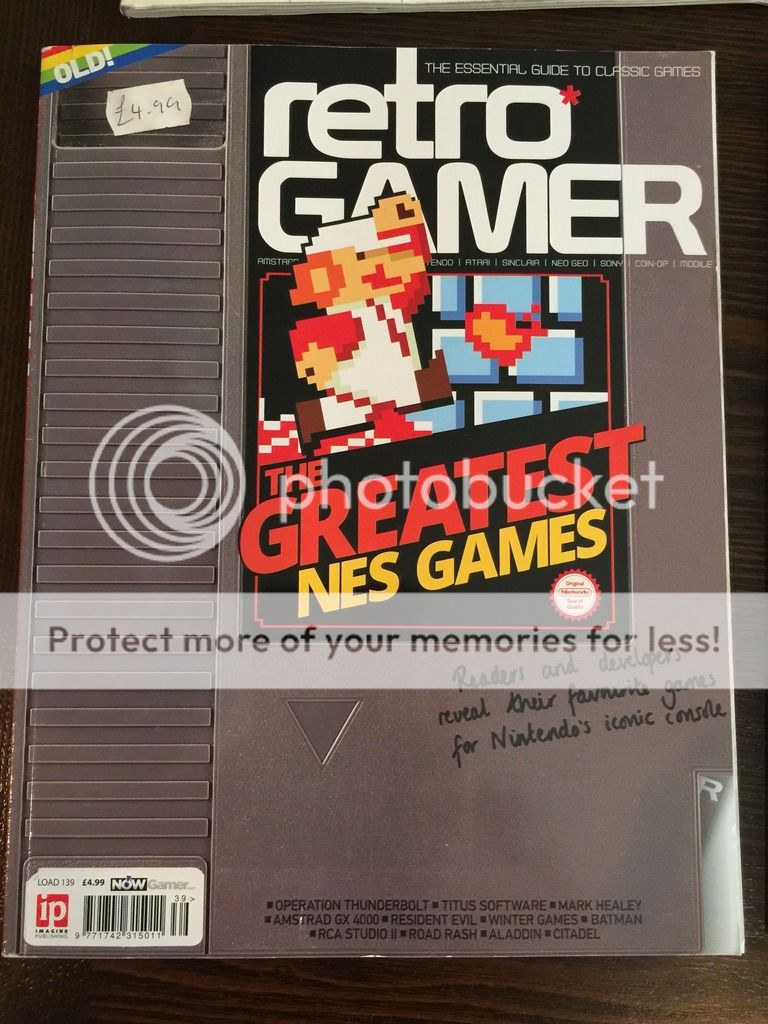 OLD!
£4.99
THE ESSENTIAL GUIDE TO CLASSIC GAMES
retro*
GAMER
TENDO | ATARI | SINCLAIR | NEO GEO | SONY | COIN-OP | MOBILE
THE
GREATEST
NES GAMES
photobucket
Original
Nintendo
Seal of
Quality
Protect more of your memories for less!
Readers and developers
reveal their favourite games
for Nintendo's iconic console
R
LOAD 139 £4.99 NOW Gamer
ip
IMAGINE
PUBLISHING
39>
9 771742 315011
▪ OPERATION THUNDERBOLT ▪ TITUS SOFTWARE ▪ MARK HEALEY
▪ AMSTRAD GX 4000 ▪ RESIDENT EVIL ▪ WINTER GAMES ▪ BATMAN
▪ RCA STUDIO II ▪ ROAD RASH ▪ ALADDIN ▪ CITADEL